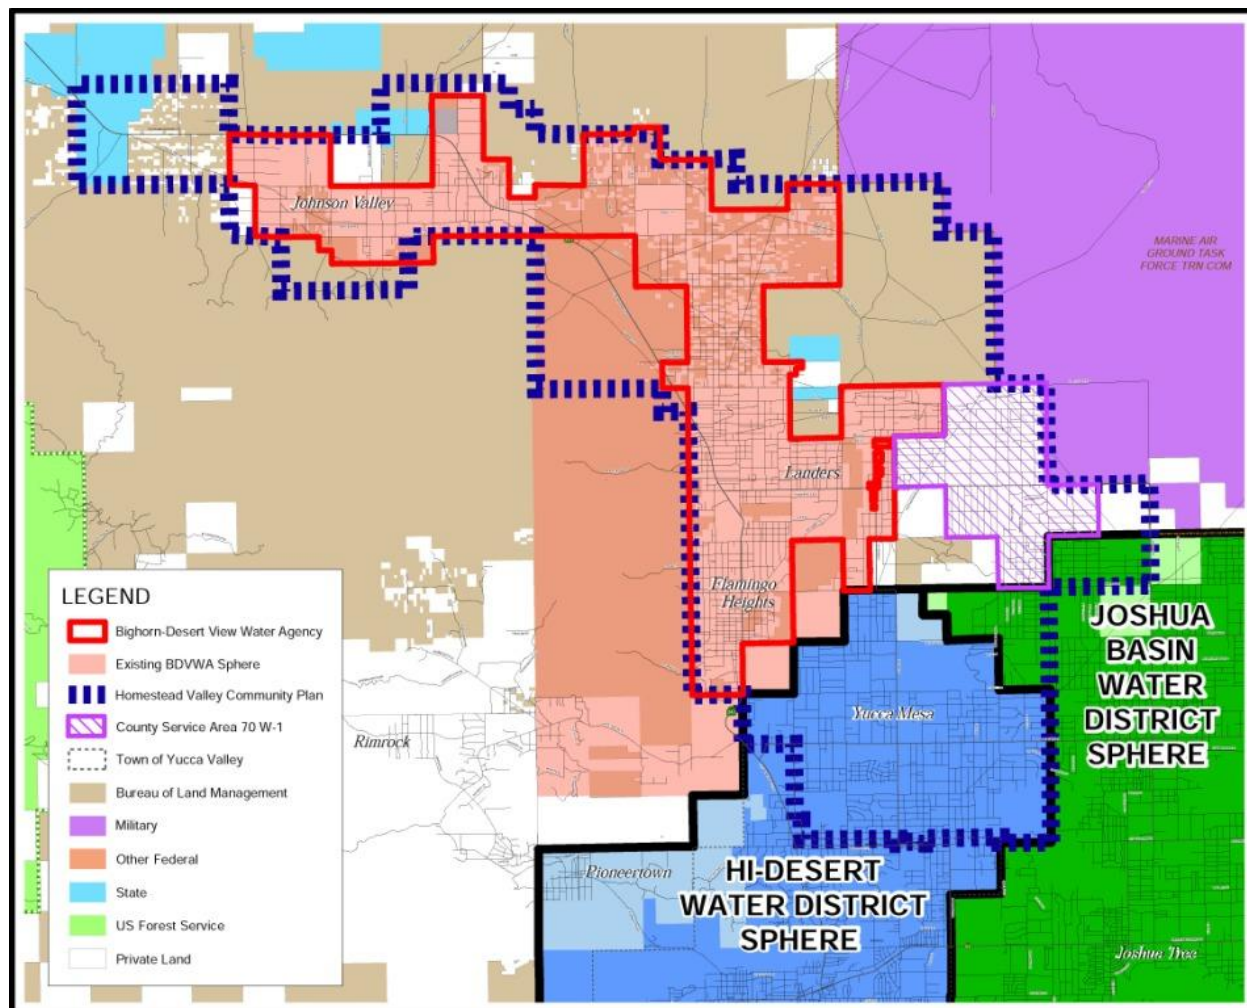 Johnson Valley
MARINE AIR
GROUND TASK
FORCE TRN COM
Landers
Flamingo
Heights
LEGEND
Bighorn-Desert View Water Agency
Existing BDVWA Sphere
Homestead Valley Community Plan
County Service Area 70 W-1
Town of Yucca Valley
Bureau of Land Management
Military
Other Federal
State
US Forest Service
Private Land
Rimrock
Yucca Mesa
JOSHUA
BASIN
WATER
DISTRICT
SPHERE
Pioneertown
HI-DESERT
WATER DISTRICT
SPHERE
Joshua Tree